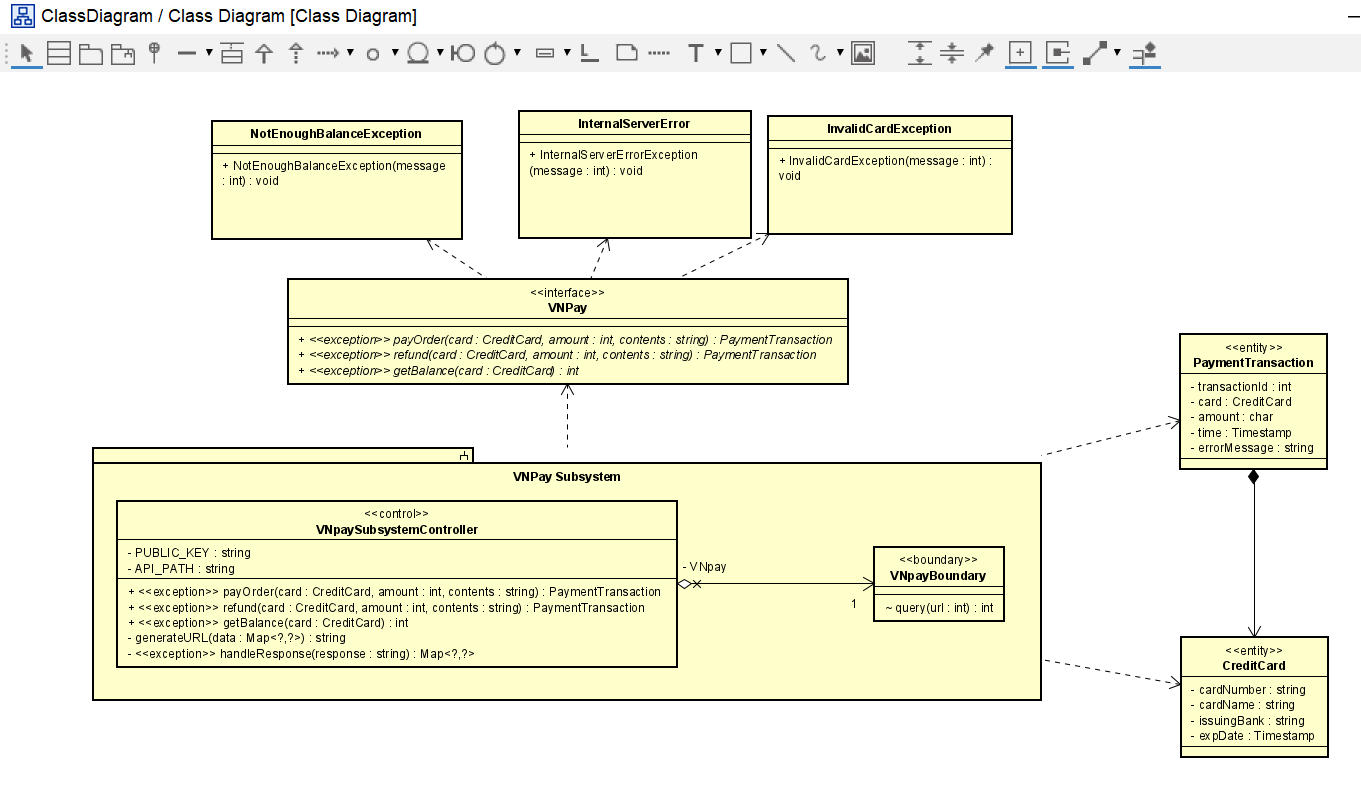 ClassDiagram / Class Diagram [Class Diagram]
T
NotEnoughBalanceException
+ NotEnoughBalanceException(message
: int) : void
InternalServerError
+ InternalServerErrorException
(message : int) : void
InvalidCardException
+ InvalidCardException(message : int) :
void
<<interface>>
VNPay
+ <<exception>> payOrder(card : CreditCard, amount : int, contents : string) : PaymentTransaction
+ <<exception>> refund(card : CreditCard, amount : int, contents : string) : PaymentTransaction
+ <<exception>> getBalance(card : CreditCard) : int
<<entity>>
PaymentTransaction
- transactionId : int
- card : CreditCard
- amount : char
- time : Timestamp
- errorMessage : string
VNPay Subsystem
<<control>>
VNpaySubsystemController
- PUBLIC_KEY : string
- API_PATH : string
+ <<exception>> payOrder(card : CreditCard, amount : int, contents : string) : PaymentTransaction
+ <<exception>> refund(card : CreditCard, amount : int, contents : string) : PaymentTransaction
+ <<exception>> getBalance(card : CreditCard) : int
- generateURL(data : Map<?,?>) : string
- <<exception>> handleResponse(response : string) : Map<?,?>
- VNpay
1
<<boundary>>
VNpayBoundary
~ query(url : int) : int
<<entity>>
CreditCard
- cardNumber : string
- cardName : string
- issuingBank : string
- expDate : Timestamp